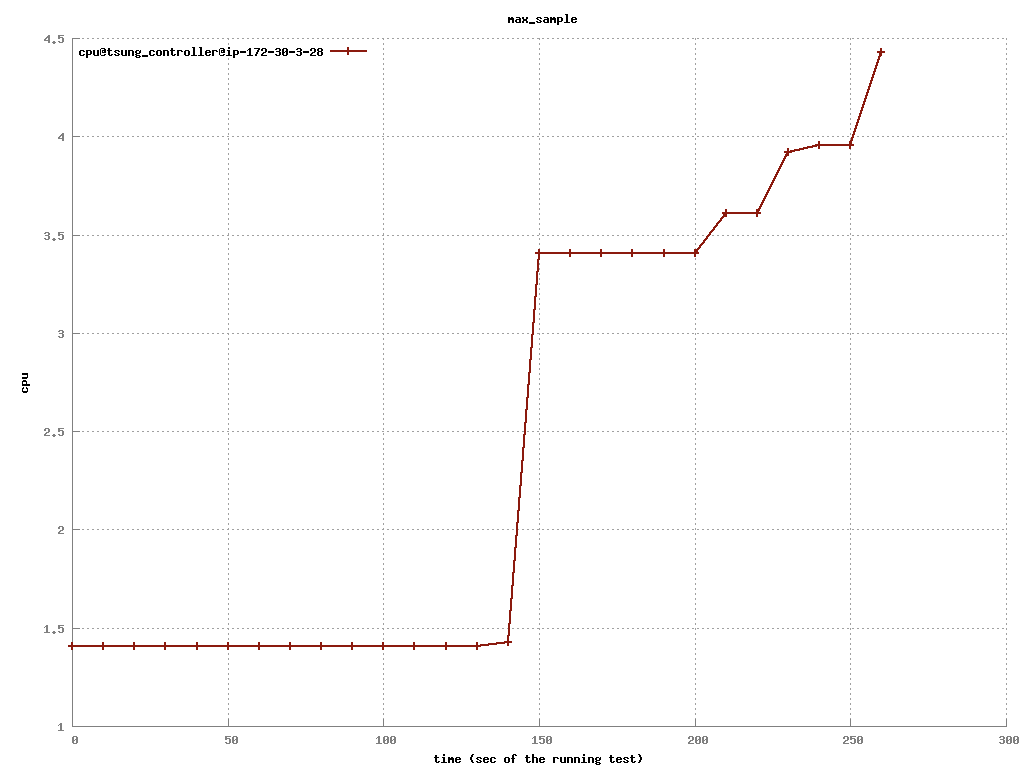 max_sample
4.5
cpu@tsung_controller@ip-172-30-3-28
4
3.5
3
cpu
2.5
2
1.5
1
0 50 100 150 200 250 300
time (sec of the running test)